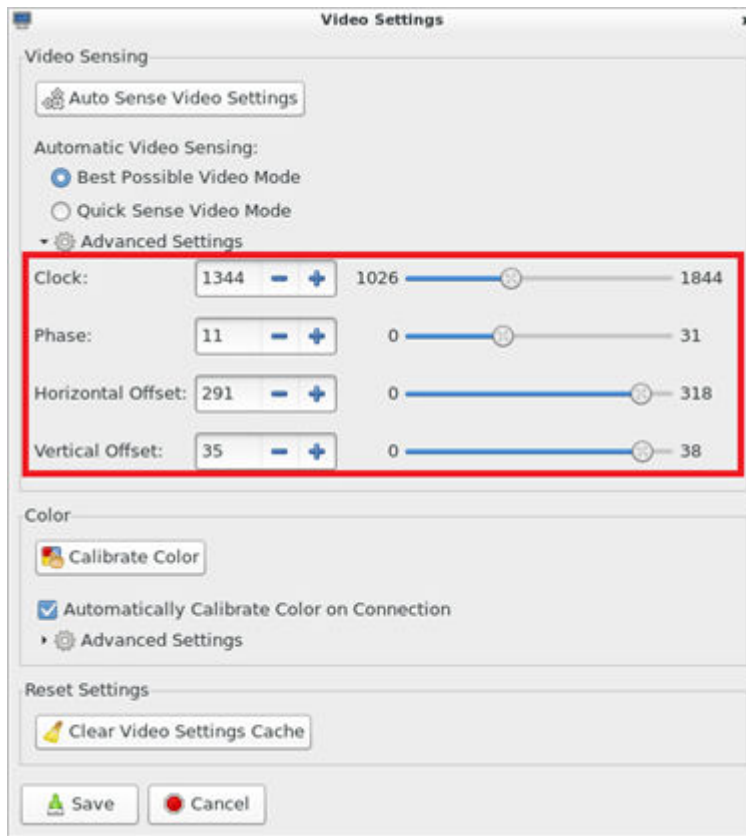 Video Settings
Video Sensing
Auto Sense Video Settings
Automatic Video Sensing:
Best Possible Video Mode
Quick Sense Video Mode
Advanced Settings
Clock: 1344 1026 1844
Phase: 11 0 31
Horizontal Offset: 291 0 318
Vertical Offset: 35 0 38
Color
Calibrate Color
Automatically Calibrate Color on Connection
Advanced Settings
Reset Settings
Clear Video Settings Cache
Save Cancel